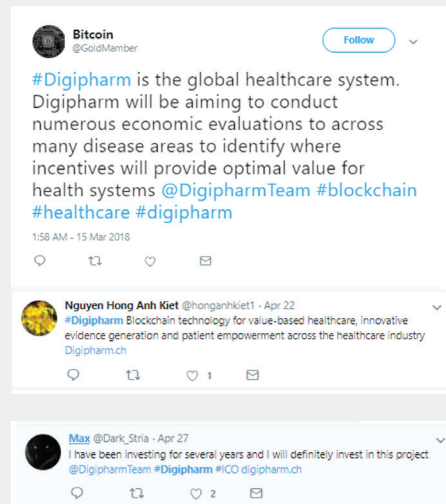 Bitcoin
@GoldMamber
Follow
#Digipharm is the global healthcare system.
Digipharm will be aiming to conduct
numerous economic evaluations to across
many disease areas to identify where
incentives will provide optimal value for
health systems @DigipharmTeam #blockchain
#healthcare #digipharm
1:58 AM - 15 Mar 2018
Nguyen Hong Anh Kiet @honganhkiet1 · Apr 22
#Digipharm Blockchain technology for value-based healthcare, innovative
evidence generation and patient empowerment across the healthcare industry
Digipharm.ch
1
Max @Dark_Stria · Apr 27
I have been investing for several years and I will definitely invest in this project
@DigipharmTeam #Digipharm #ICO digipharm.ch
2